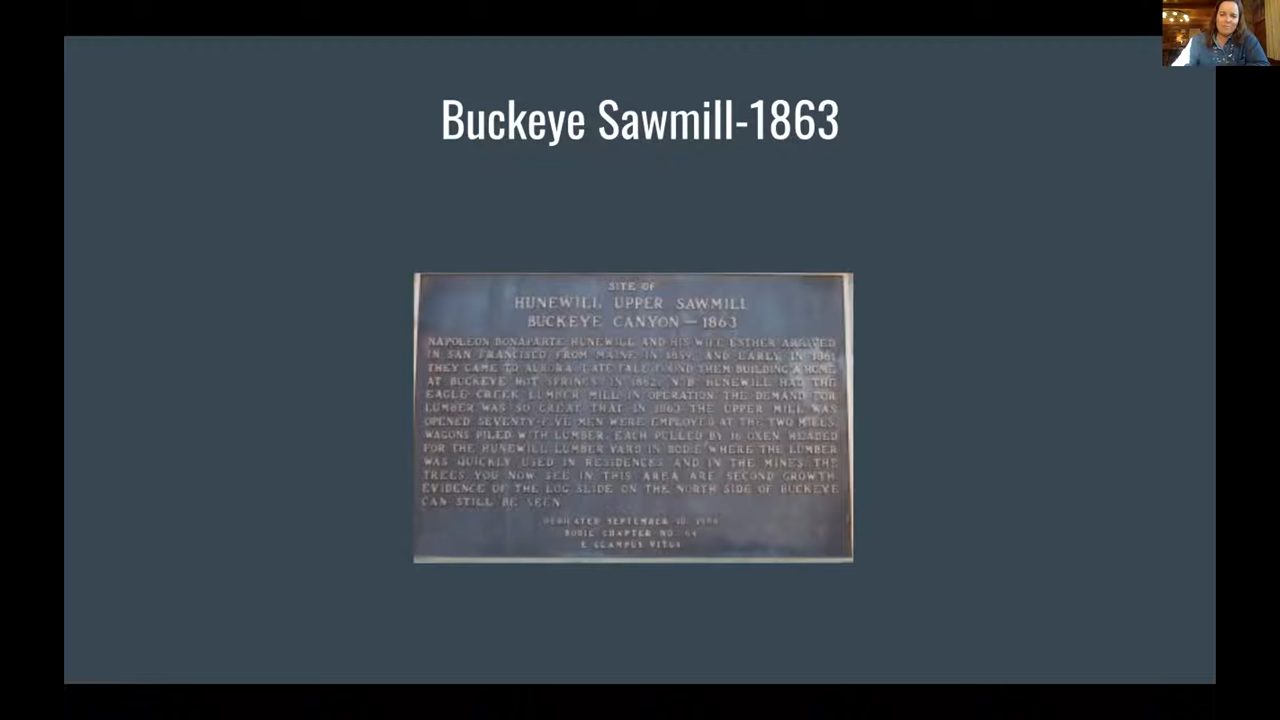 Buckeye Sawmill-1863
SITE OF
HUNEWILL UPPER SAWMILL
BUCKEYE CANYON — 1863
NAPOLEON BONAPARTE HUNEWILL AND HIS WIFE ESTHER ARRIVED
IN SAN FRANCISCO FROM MAINE IN 1859, AND EARLY IN 1861
THEY CAME TO AURORA. LATE FALL FOUND THEM BUILDING A HOME
AT BUCKEYE HOT SPRINGS. IN 1862, N. B. HUNEWILL HAD THE
EAGLE CREEK LUMBER MILL IN OPERATION. THE DEMAND FOR
LUMBER WAS SO GREAT THAT IN 1863 THE UPPER MILL WAS
OPENED. SEVENTY-FIVE MEN WERE EMPLOYED AT THE TWO MILLS.
WAGONS PILED WITH LUMBER, EACH PULLED BY 16 OXEN HEADED
FOR THE HUNEWILL LUMBER YARD IN BODIE WHERE THE LUMBER
WAS QUICKLY USED IN RESIDENCES AND IN THE MINES. THE
TREES YOU NOW SEE IN THIS AREA ARE SECOND GROWTH.
EVIDENCE OF THE LOG SLIDE ON THE NORTH SIDE OF BUCKEYE
CAN STILL BE SEEN
DEDICATED SEPTEMBER
BODIE CHAPTER NO. 64
E CLAMPUS VITUS